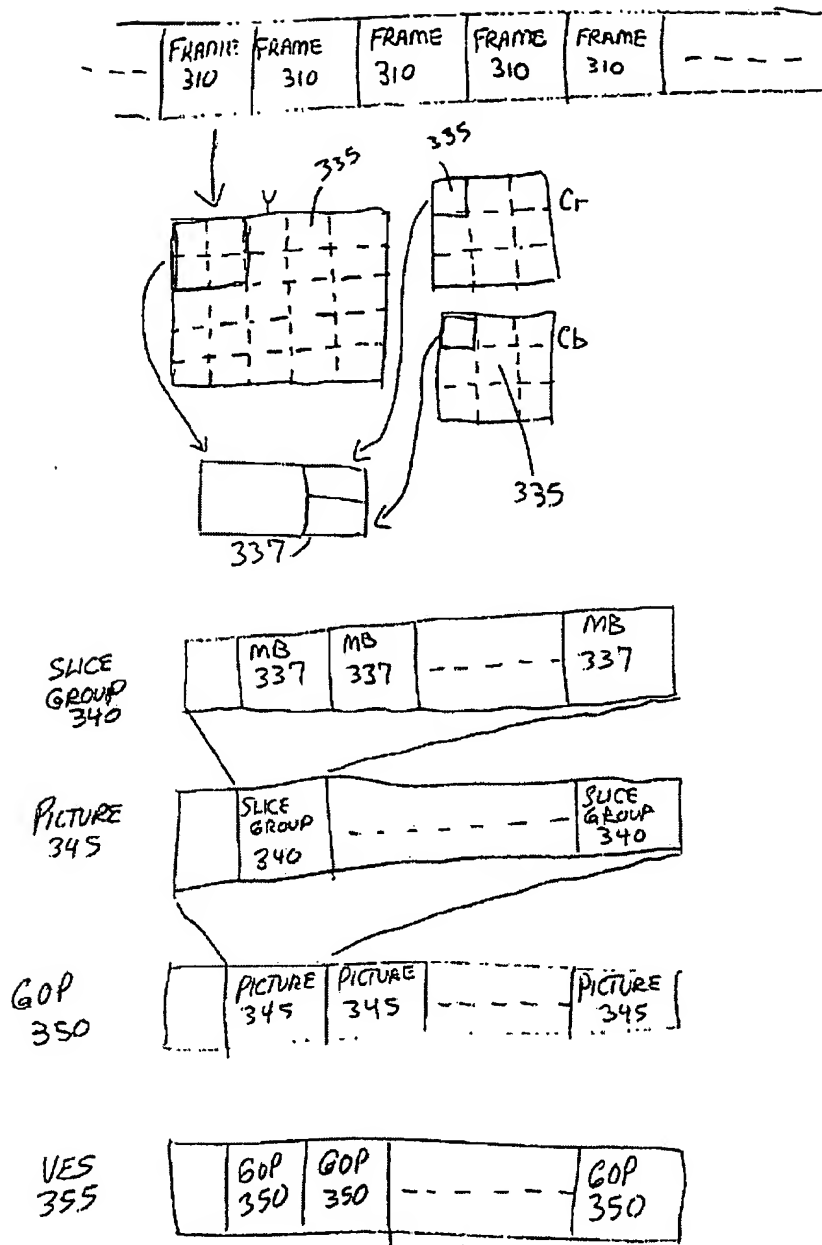 FRAME FRAME FRAME FRAME FRAME
310 310 310 310 310
335
335
Y
Cr
Cb
335
337
MB MB MB
337 337 337
SLICE
GROUP
340
PICTURE
345
SLICE
GROUP
340
SLICE
GROUP
340
GOP
350
PICTURE PICTURE PICTURE
345 345 345
VES
355
GOP GOP GOP
350 350 350